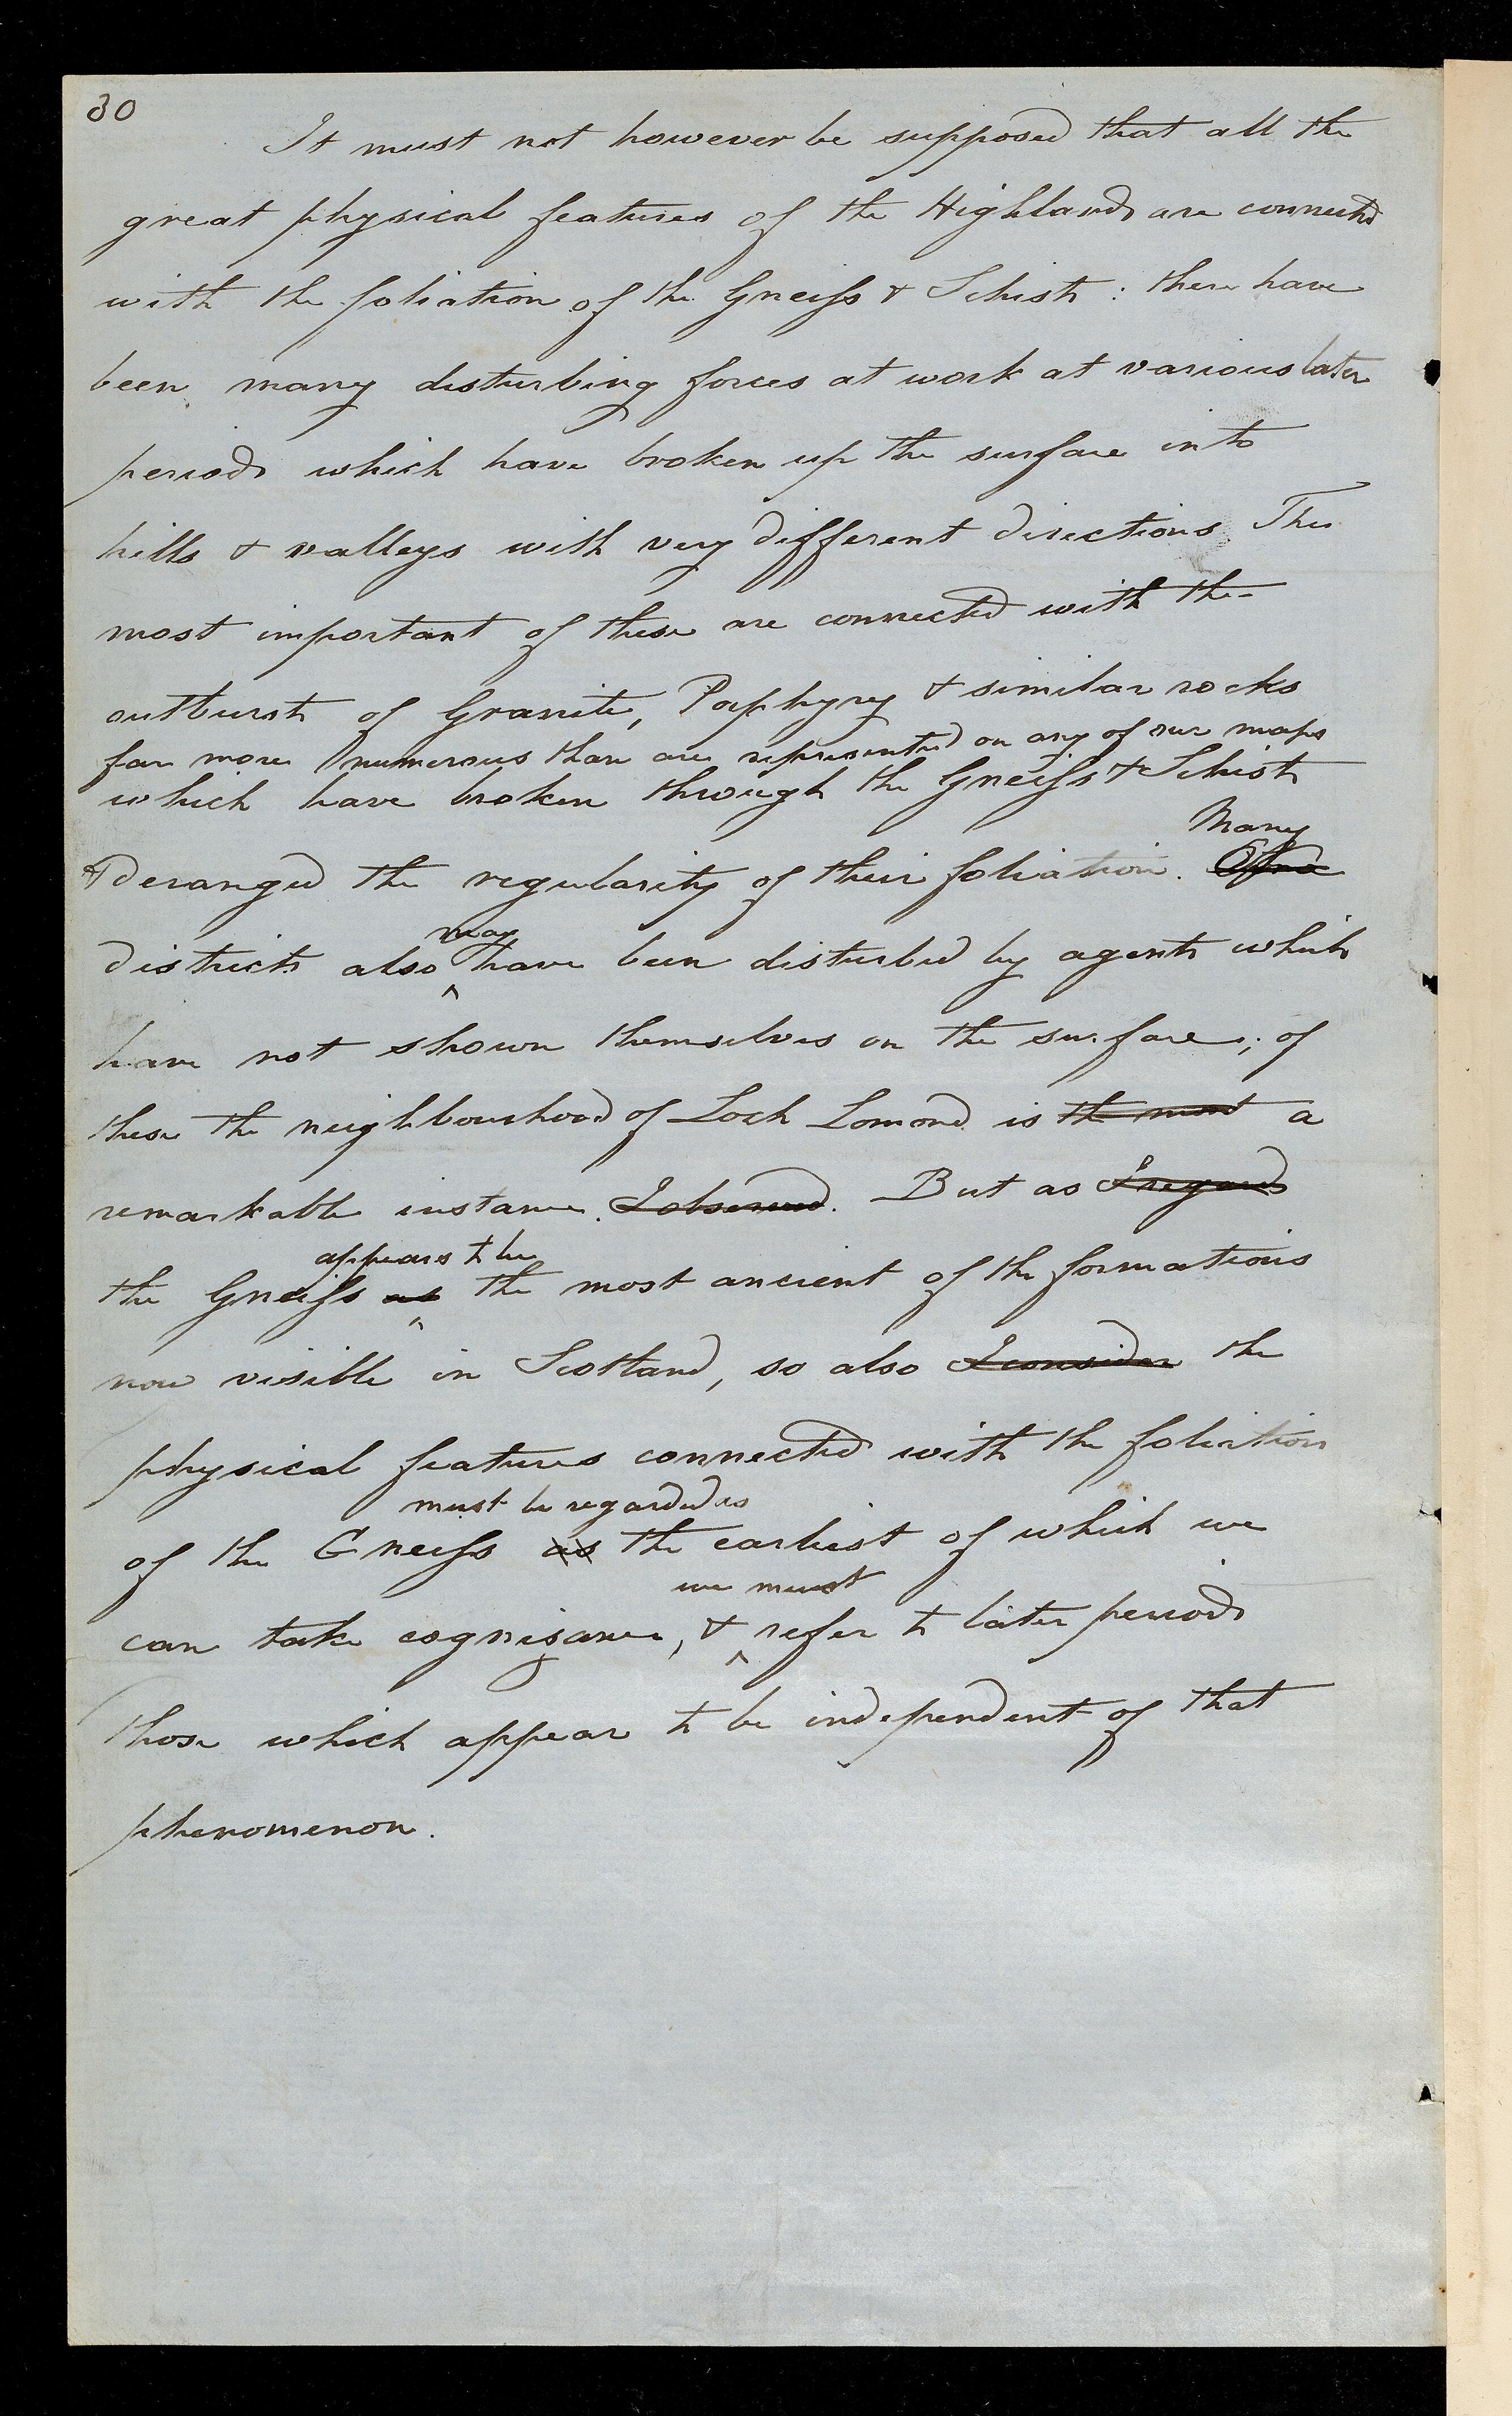 30
It must not however be supposed that all the
great physical features of the Highlands are connected
with the foliation of the Gneiss & Schist : there have
been many disturbing forces at work at various later
periods which have broken up the surface into
hills & valleys with very different directions. The
most important of these are connected with the
outbursts of Granite, Porphyry & similar rocks
far more numerous than are represented on any of our maps
which have broken through the Gneiss & Schist
Many
& deranged the regularity of their foliation.
may
districts also have been disturbed by agents which
have not shown themselves on the surface; of
these the neighbourhood of Loch Lomond is the most a
remarkable instance. I observed. But as I regard
appears to be
the Gneiss as the most ancient of the formations
now visible in Scotland, so also I consider the
physical features connected with the foliation
must be regarded as
of the Gneiss as the earliest of which we
we must
can take cognisance, & refer to later periods
those which appear to be independent of that
phenomenon.